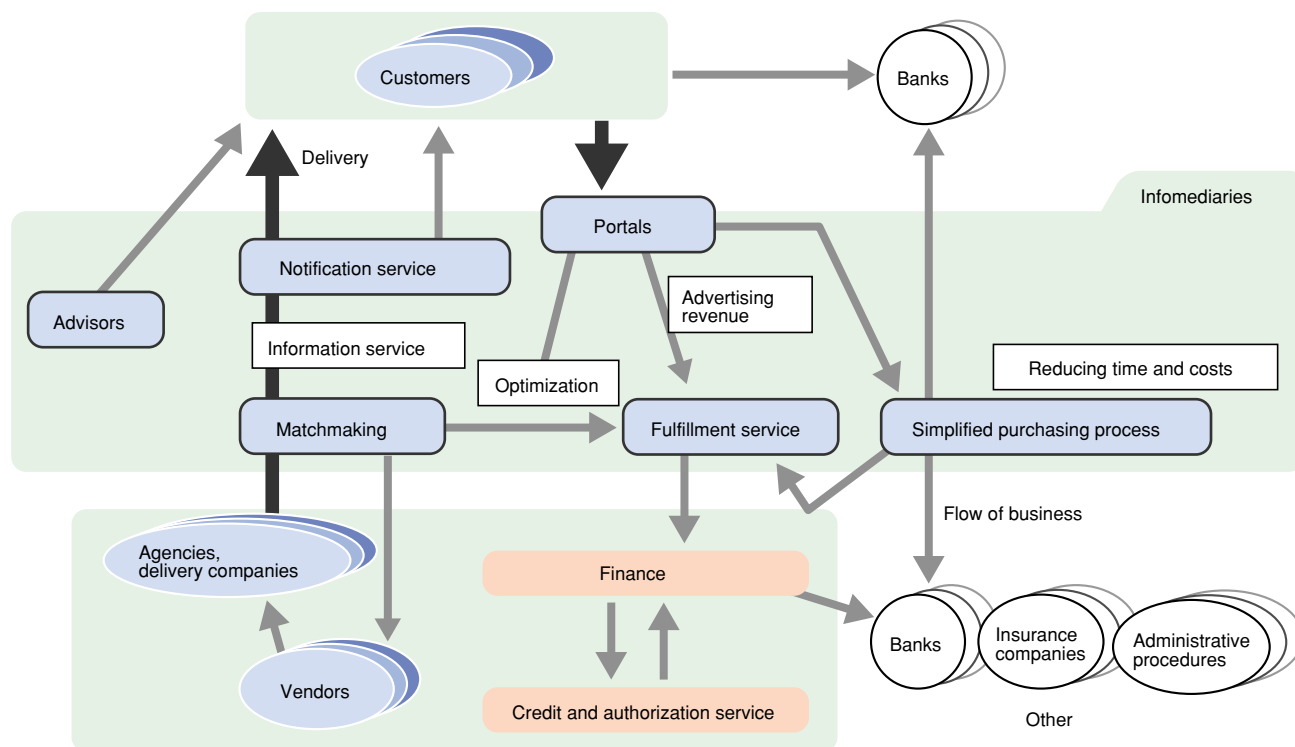 Customers
Banks
Delivery
Infomediaries
Portals
Notification service
Advertising
revenue
Advisors
Information service
Reducing time and costs
Optimization
Matchmaking
Fulfillment service
Simplified purchasing process
Flow of business
Agencies,
delivery companies
Finance
Banks
Insurance
companies
Administrative
procedures
Vendors
Credit and authorization service
Other